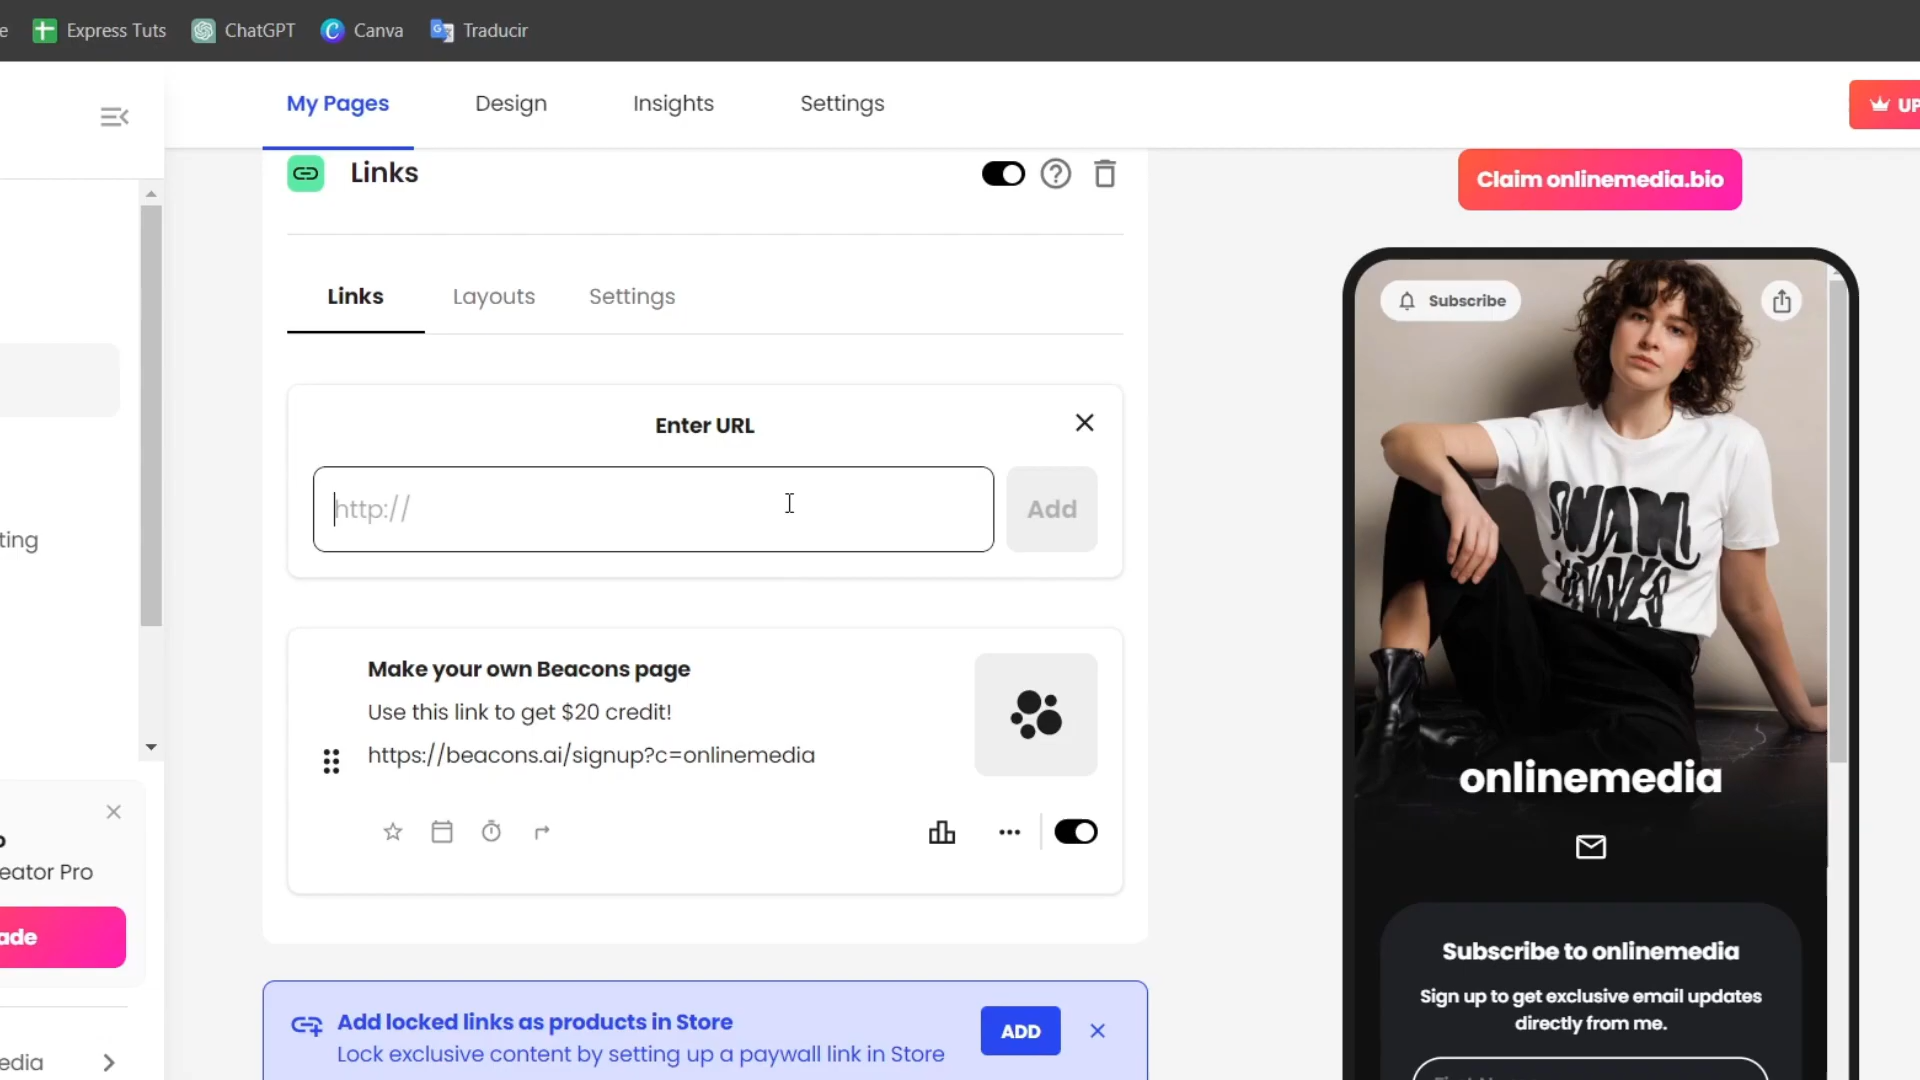 e Express Tuts ChatGPT Canva Traducir
My Pages Design Insights Settings
UP
Links
Claim onlinemedia.bio
Links Layouts Settings
Subscribe
Enter URL
http://
Add
ting
Make your own Beacons page
Use this link to get $20 credit!
https://beacons.ai/signup?c=onlinemedia
onlinemedia
eator Pro
ade
Subscribe to onlinemedia
Sign up to get exclusive email updates
directly from me.
Add locked links as products in Store
Lock exclusive content by setting up a paywall link in Store
ADD
edia